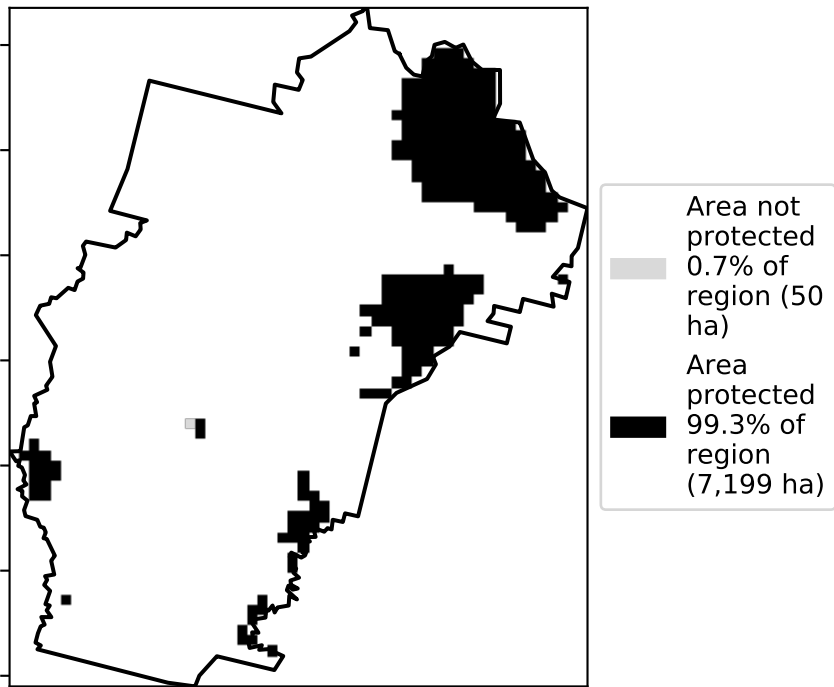 Area not
protected
0.7% of
region (50
ha)
Area
protected
99.3% of
region
(7,199 ha)